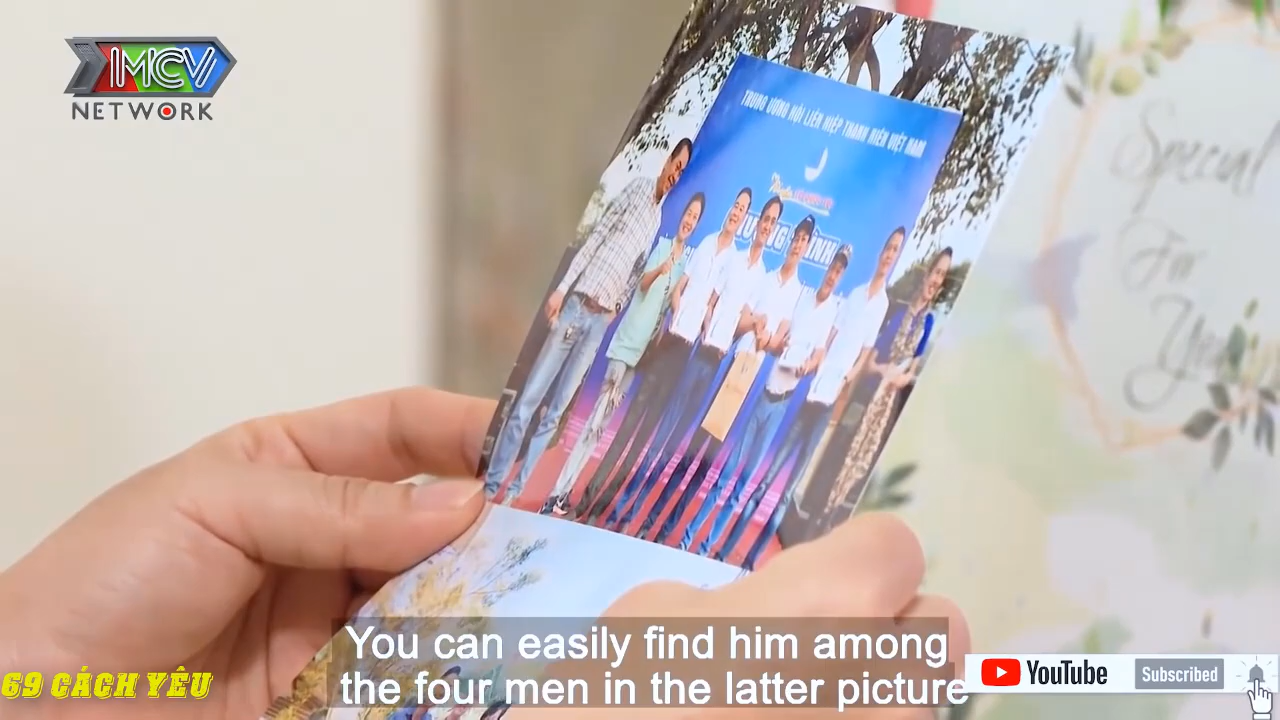 MCV
NETWORK
TRUNG ƯƠNG HỘI LIÊN HIỆP THANH NIÊN VIỆT NAM
Special
For
You
You can easily find him among
the four men in the latter picture
69 CÁCH YÊU
YouTube
Subscribed